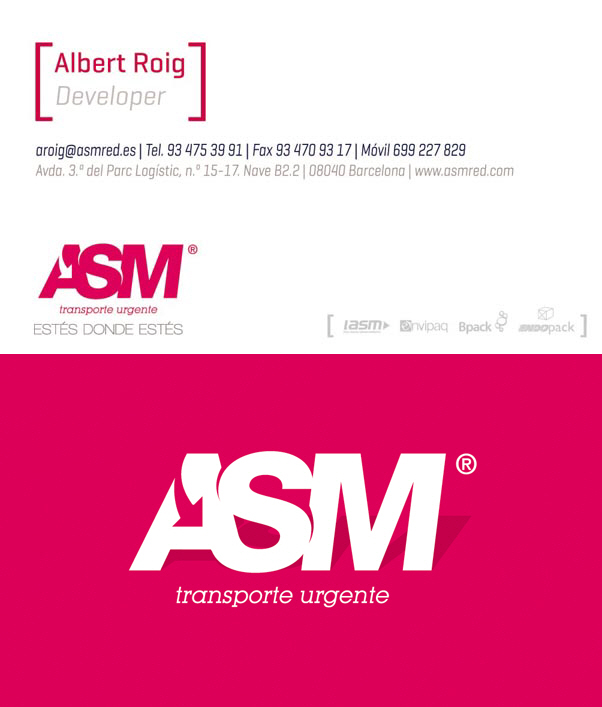 Albert Roig
Developer
aroig@asmred.es | Tel. 93 475 39 91 | Fax 93 470 93 17 | Móvil 699 227 829
Avda. 3.ª del Parc Logístic, n.º 15-17. Nave B2.2 | 08040 Barcelona | www.asmred.com
ASM®
transporte urgente
ESTÉS DONDE ESTÉS
[ iasm Envipaq Bpack ENDOpack ]
ASM®
transporte urgente